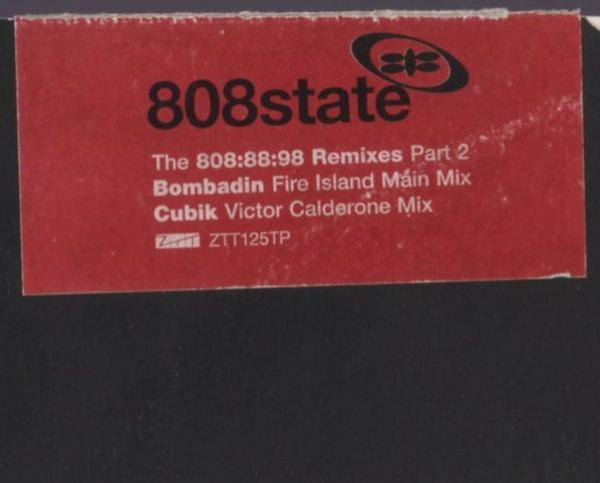 808state
The 808:88:98 Remixes Part 2
Bombadin Fire Island Main Mix
Cubik Victor Calderone Mix
ZTT ZTT125TP